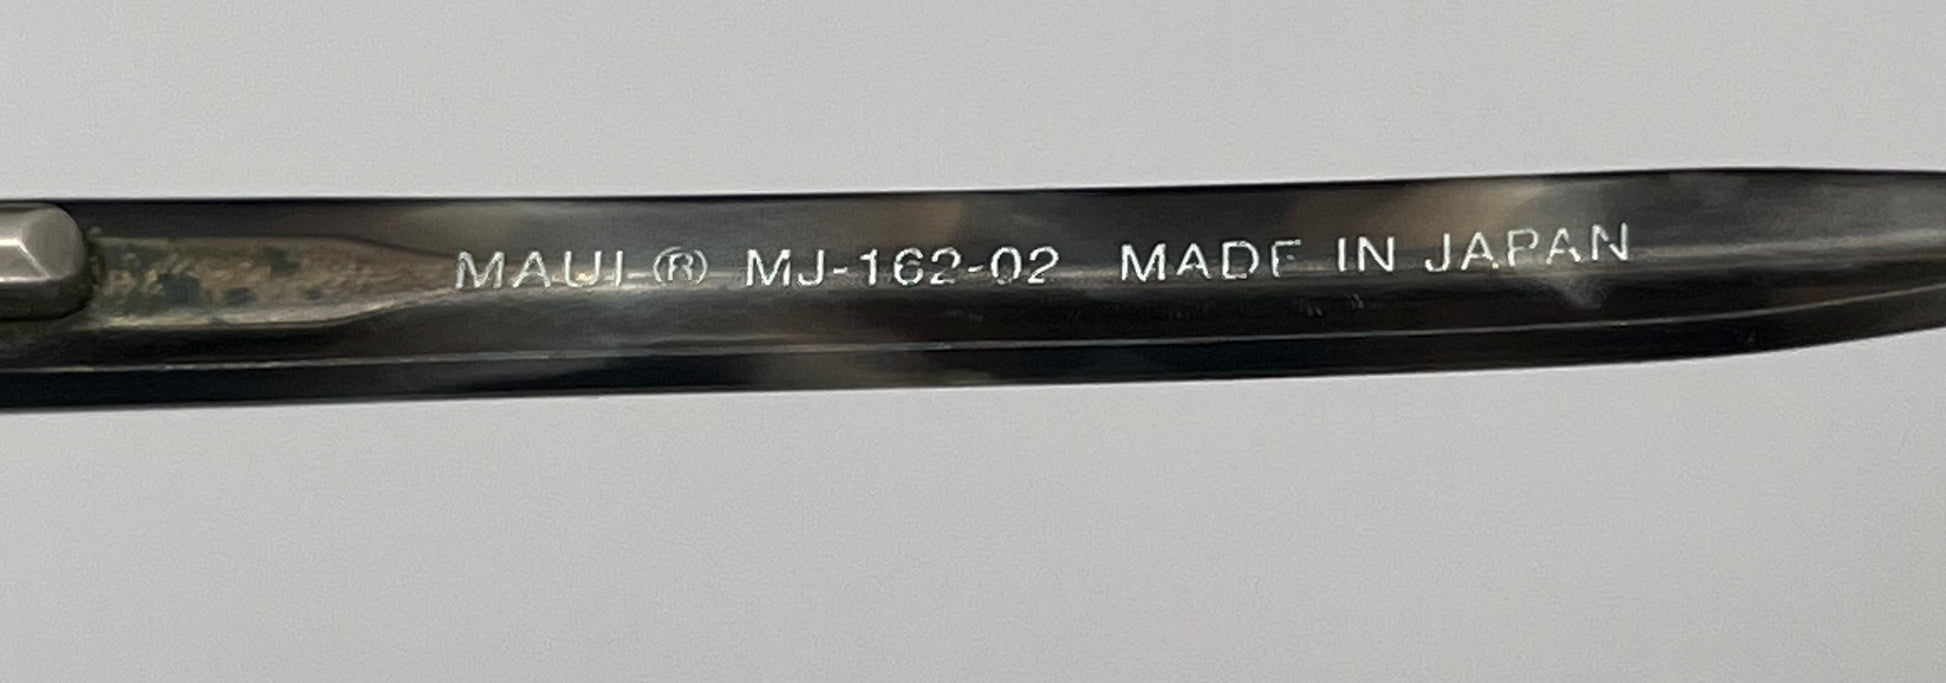 MAUI ® MJ-162-02 MADE IN JAPAN